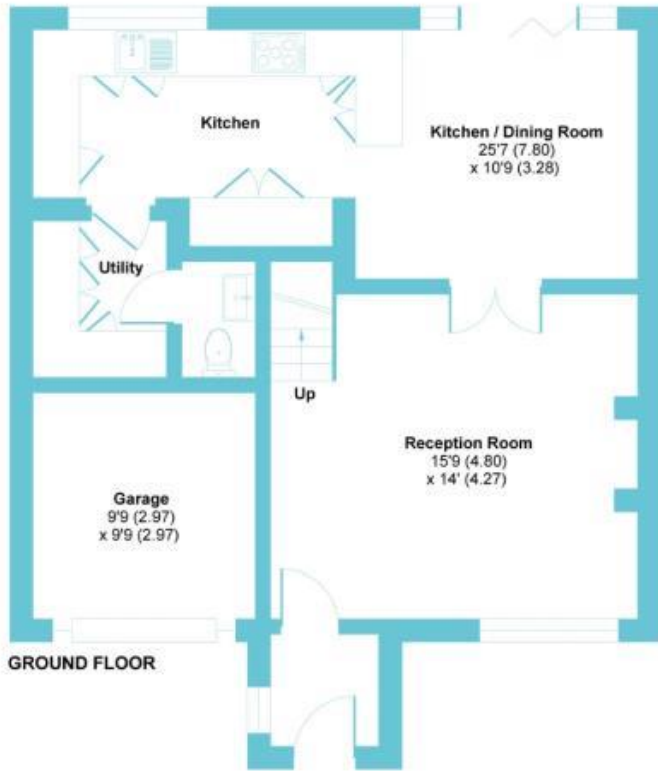 Kitchen
Kitchen / Dining Room
25'7 (7.80)
x 10'9 (3.28)
Utility
Up
Reception Room
15'9 (4.80)
x 14' (4.27)
Garage
9'9 (2.97)
x 9'9 (2.97)
GROUND FLOOR